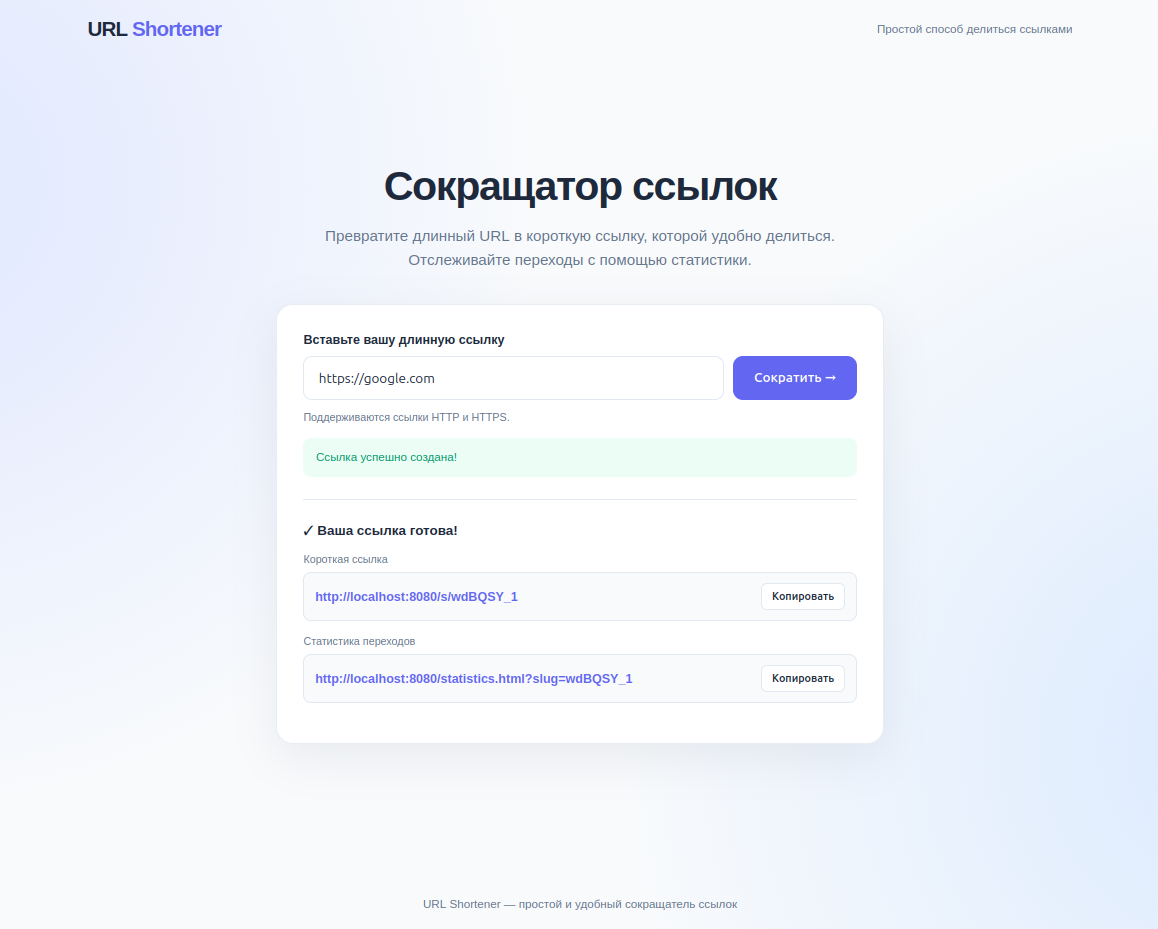 URL Shortener
Простой способ делиться ссылками
Сокращатор ссылок
Превратите длинный URL в короткую ссылку, которой удобно делиться.
Отслеживайте переходы с помощью статистики.
Вставьте вашу длинную ссылку
https://google.com
Сократить →
Поддерживаются ссылки HTTP и HTTPS.
Ссылка успешно создана!
✓ Ваша ссылка готова!
Короткая ссылка
http://localhost:8080/s/wdBQSY_1
Копировать
Статистика переходов
http://localhost:8080/statistics.html?slug=wdBQSY_1
Копировать
URL Shortener — простой и удобный сокращатель ссылок